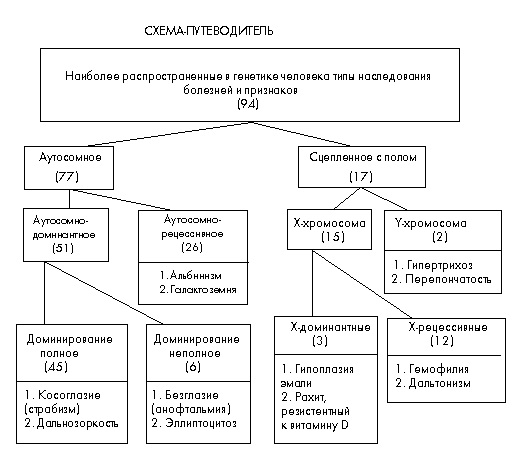 СХЕМА-ПУТЕВОДИТЕЛЬ
Наиболее распространенные в генетике человека типы наследования
болезней и признаков
(94)
Аутосомное
(77)
Сцепленное с полом
(17)
Аутосомно-
доминантное
(51)
Аутосомно-
рецессивное
(26)
1. Альбинизм
2. Галактоземия
X-хромосома
(15)
Y-хромосома
(2)
1. Гипертрихоз
2. Перепончатость
Доминирование
полное
(45)
1. Косоглазие
(страбизм)
2. Дальнозоркость
Доминирование
неполное
(6)
1. Безглазие
(анофтальмия)
2. Эллиптоцитоз
X-доминантные
(3)
1. Гипоплазия
эмали
2. Рахит,
резистентный
к витамину D
X-рецессивные
(12)
1. Гемофилия
2. Дальтонизм